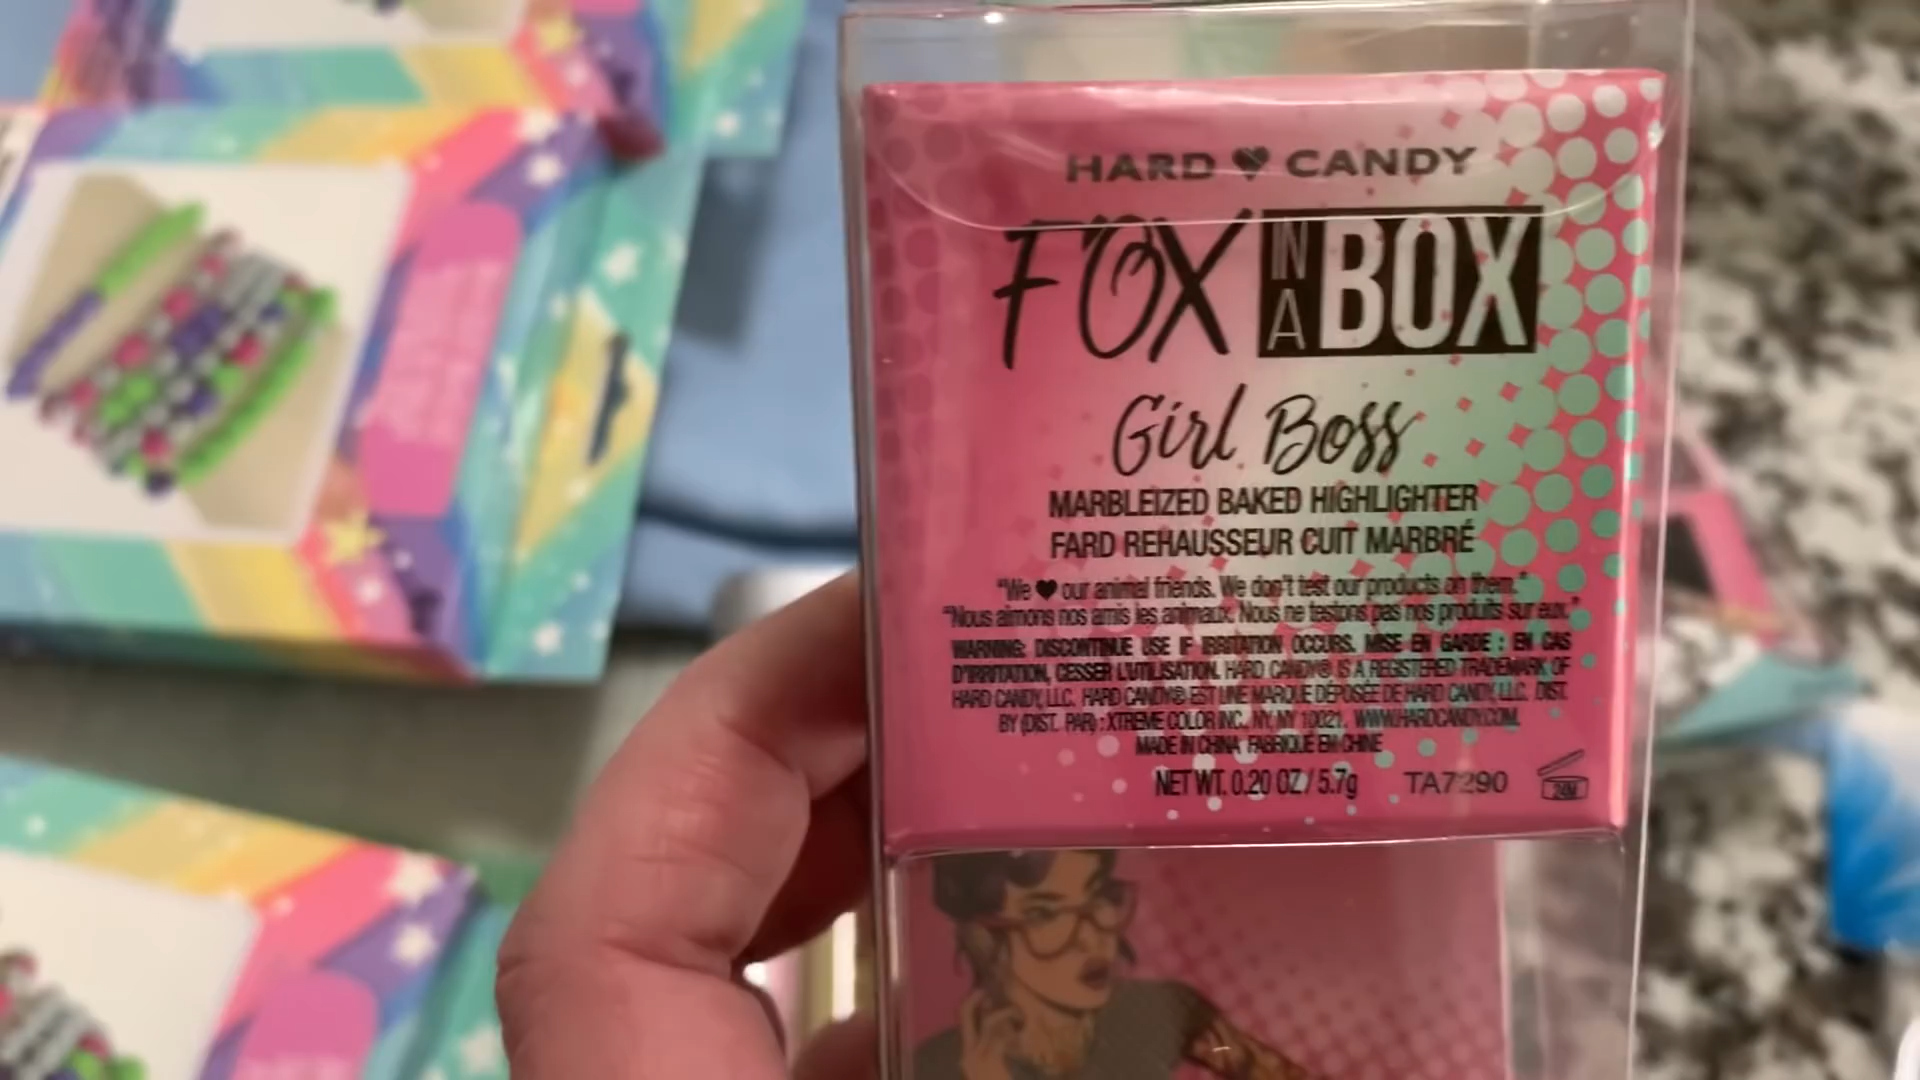 HARD ♥ CANDY
FOX IN A BOX
Girl Boss
MARBLEIZED BAKED HIGHLIGHTER
FARD REHAUSSEUR CUIT MARBRÉ
"We ♥ our animal friends. We don't test our products on them."
"Nous aimons nos amis les animaux. Nous ne testons pas nos produits sur eux."
WARNING: DISCONTINUE USE IF IRRITATION OCCURS. MISE EN GARDE : EN CAS
D'IRRITATION, CESSER L'UTILISATION. HARD CANDY® IS A REGISTERED TRADEMARK OF
HARD CANDY, LLC. HARD CANDY® EST UNE MARQUE DÉPOSÉE DE HARD CANDY, LLC. DIST.
BY (DIST. PAR) : XTREME COLOR INC., NY, NY 10021. WWW.HARDCANDY.COM.
MADE IN CHINA FABRIQUÉ EN CHINE
NET WT. 0.20 OZ / 5.7g TA7290 24M